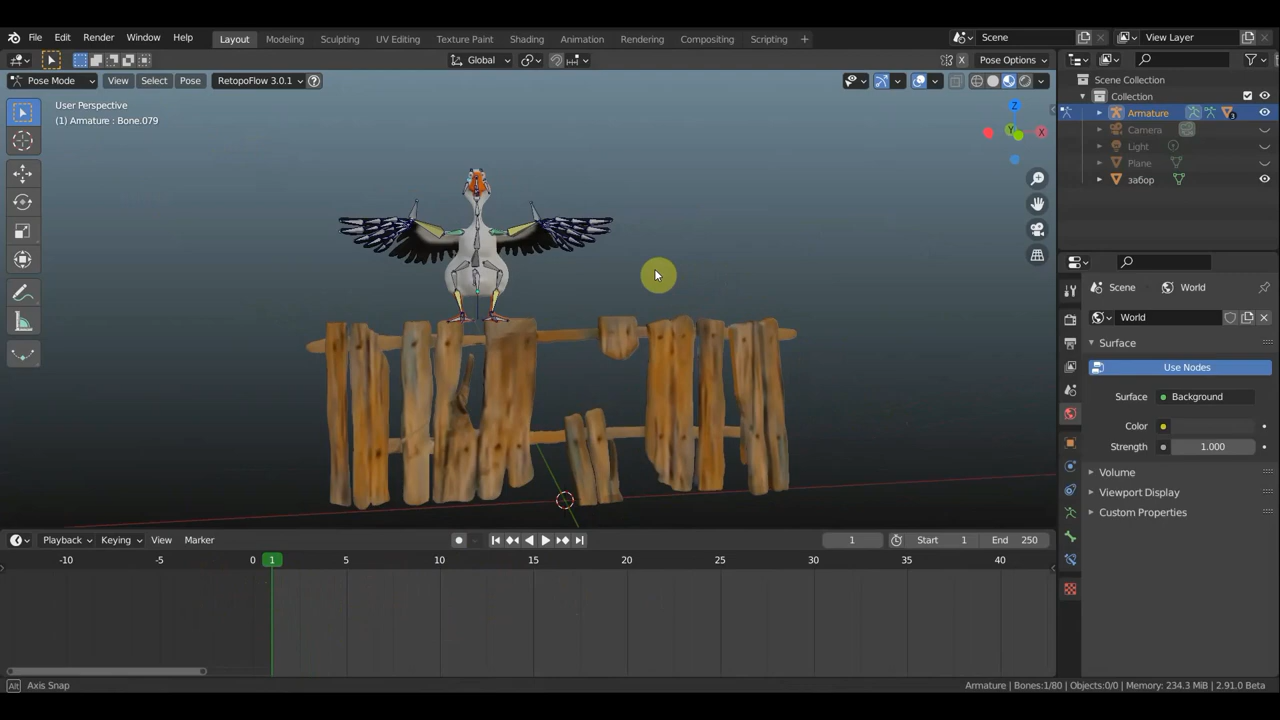 File Edit Render Window Help Layout Modeling Sculpting UV Editing Texture Paint Shading Animation Rendering Compositing Scripting + Scene View Layer
Global Pose Options
Pose Mode View Select Pose RetopoFlow 3.0.1 ?
User Perspective
(1) Armature : Bone.079
Z
X
Y
Scene Collection
Collection
Armature 3
Camera
Light
Plane
забор
Scene World
World
Surface
Use Nodes
Surface Background
Color
Strength 1.000
Volume
Viewport Display
Custom Properties
Playback Keying View Marker 1 Start 1 End 250
-10 -5 0 1 5 10 15 20 25 30 35 40
Alt Axis Snap Armature | Bones:1/80 | Objects:0/0 | Memory: 234.3 MiB | 2.91.0 Beta